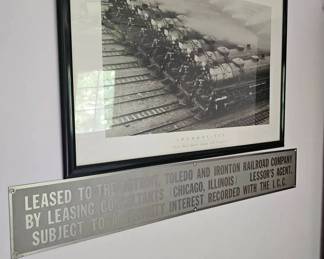 LOCOMOTIVES
LEASED TO THE DETROIT, TOLEDO AND IRONTON RAILROAD COMPANY
BY LEASING CONSULTANTS (CHICAGO, ILLINOIS) LESSOR'S AGENT,
SUBJECT TO SECURITY INTEREST RECORDED WITH THE I.C.C.